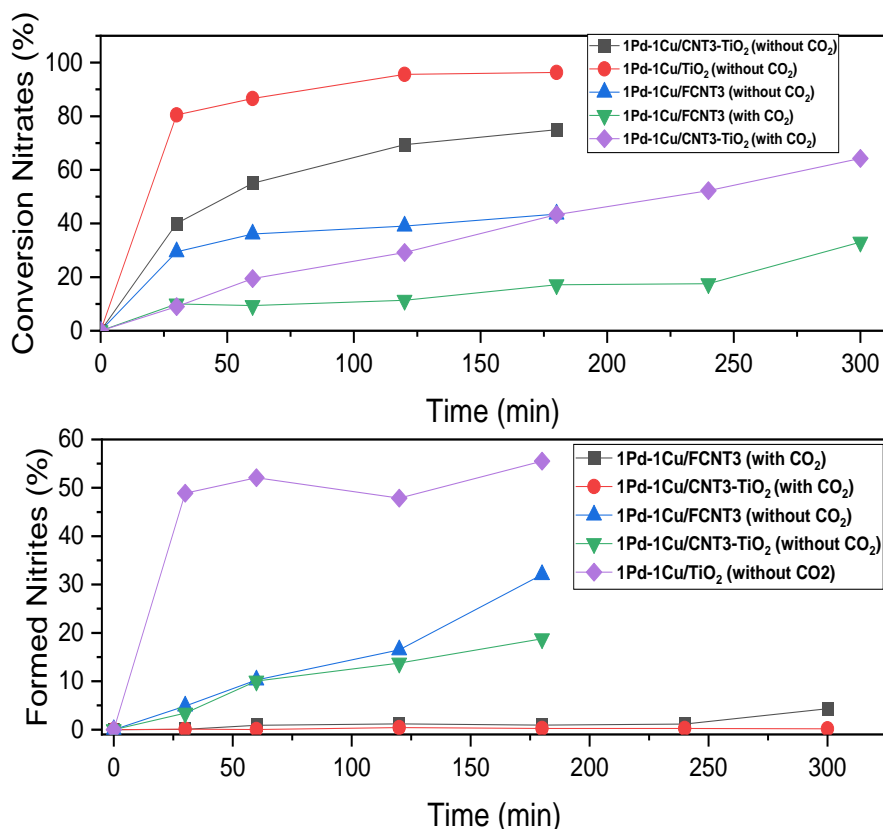 Conversion Nitrates (%)
100
80
60
40
20
0
1Pd-1Cu/CNT3-TiO₂ (without CO₂)
1Pd-1Cu/TiO₂ (without CO₂)
1Pd-1Cu/FCNT3 (without CO₂)
1Pd-1Cu/FCNT3 (with CO₂)
1Pd-1Cu/CNT3-TiO₂ (with CO₂)
0 50 100 150 200 250 300
Time (min)
Formed Nitrites (%)
60
50
40
30
20
10
0
1Pd-1Cu/FCNT3 (with CO₂)
1Pd-1Cu/CNT3-TiO₂ (with CO₂)
1Pd-1Cu/FCNT3 (without CO₂)
1Pd-1Cu/CNT3-TiO₂ (without CO₂)
1Pd-1Cu/TiO₂ (without CO2)
0 50 100 150 200 250 300
Time (min)